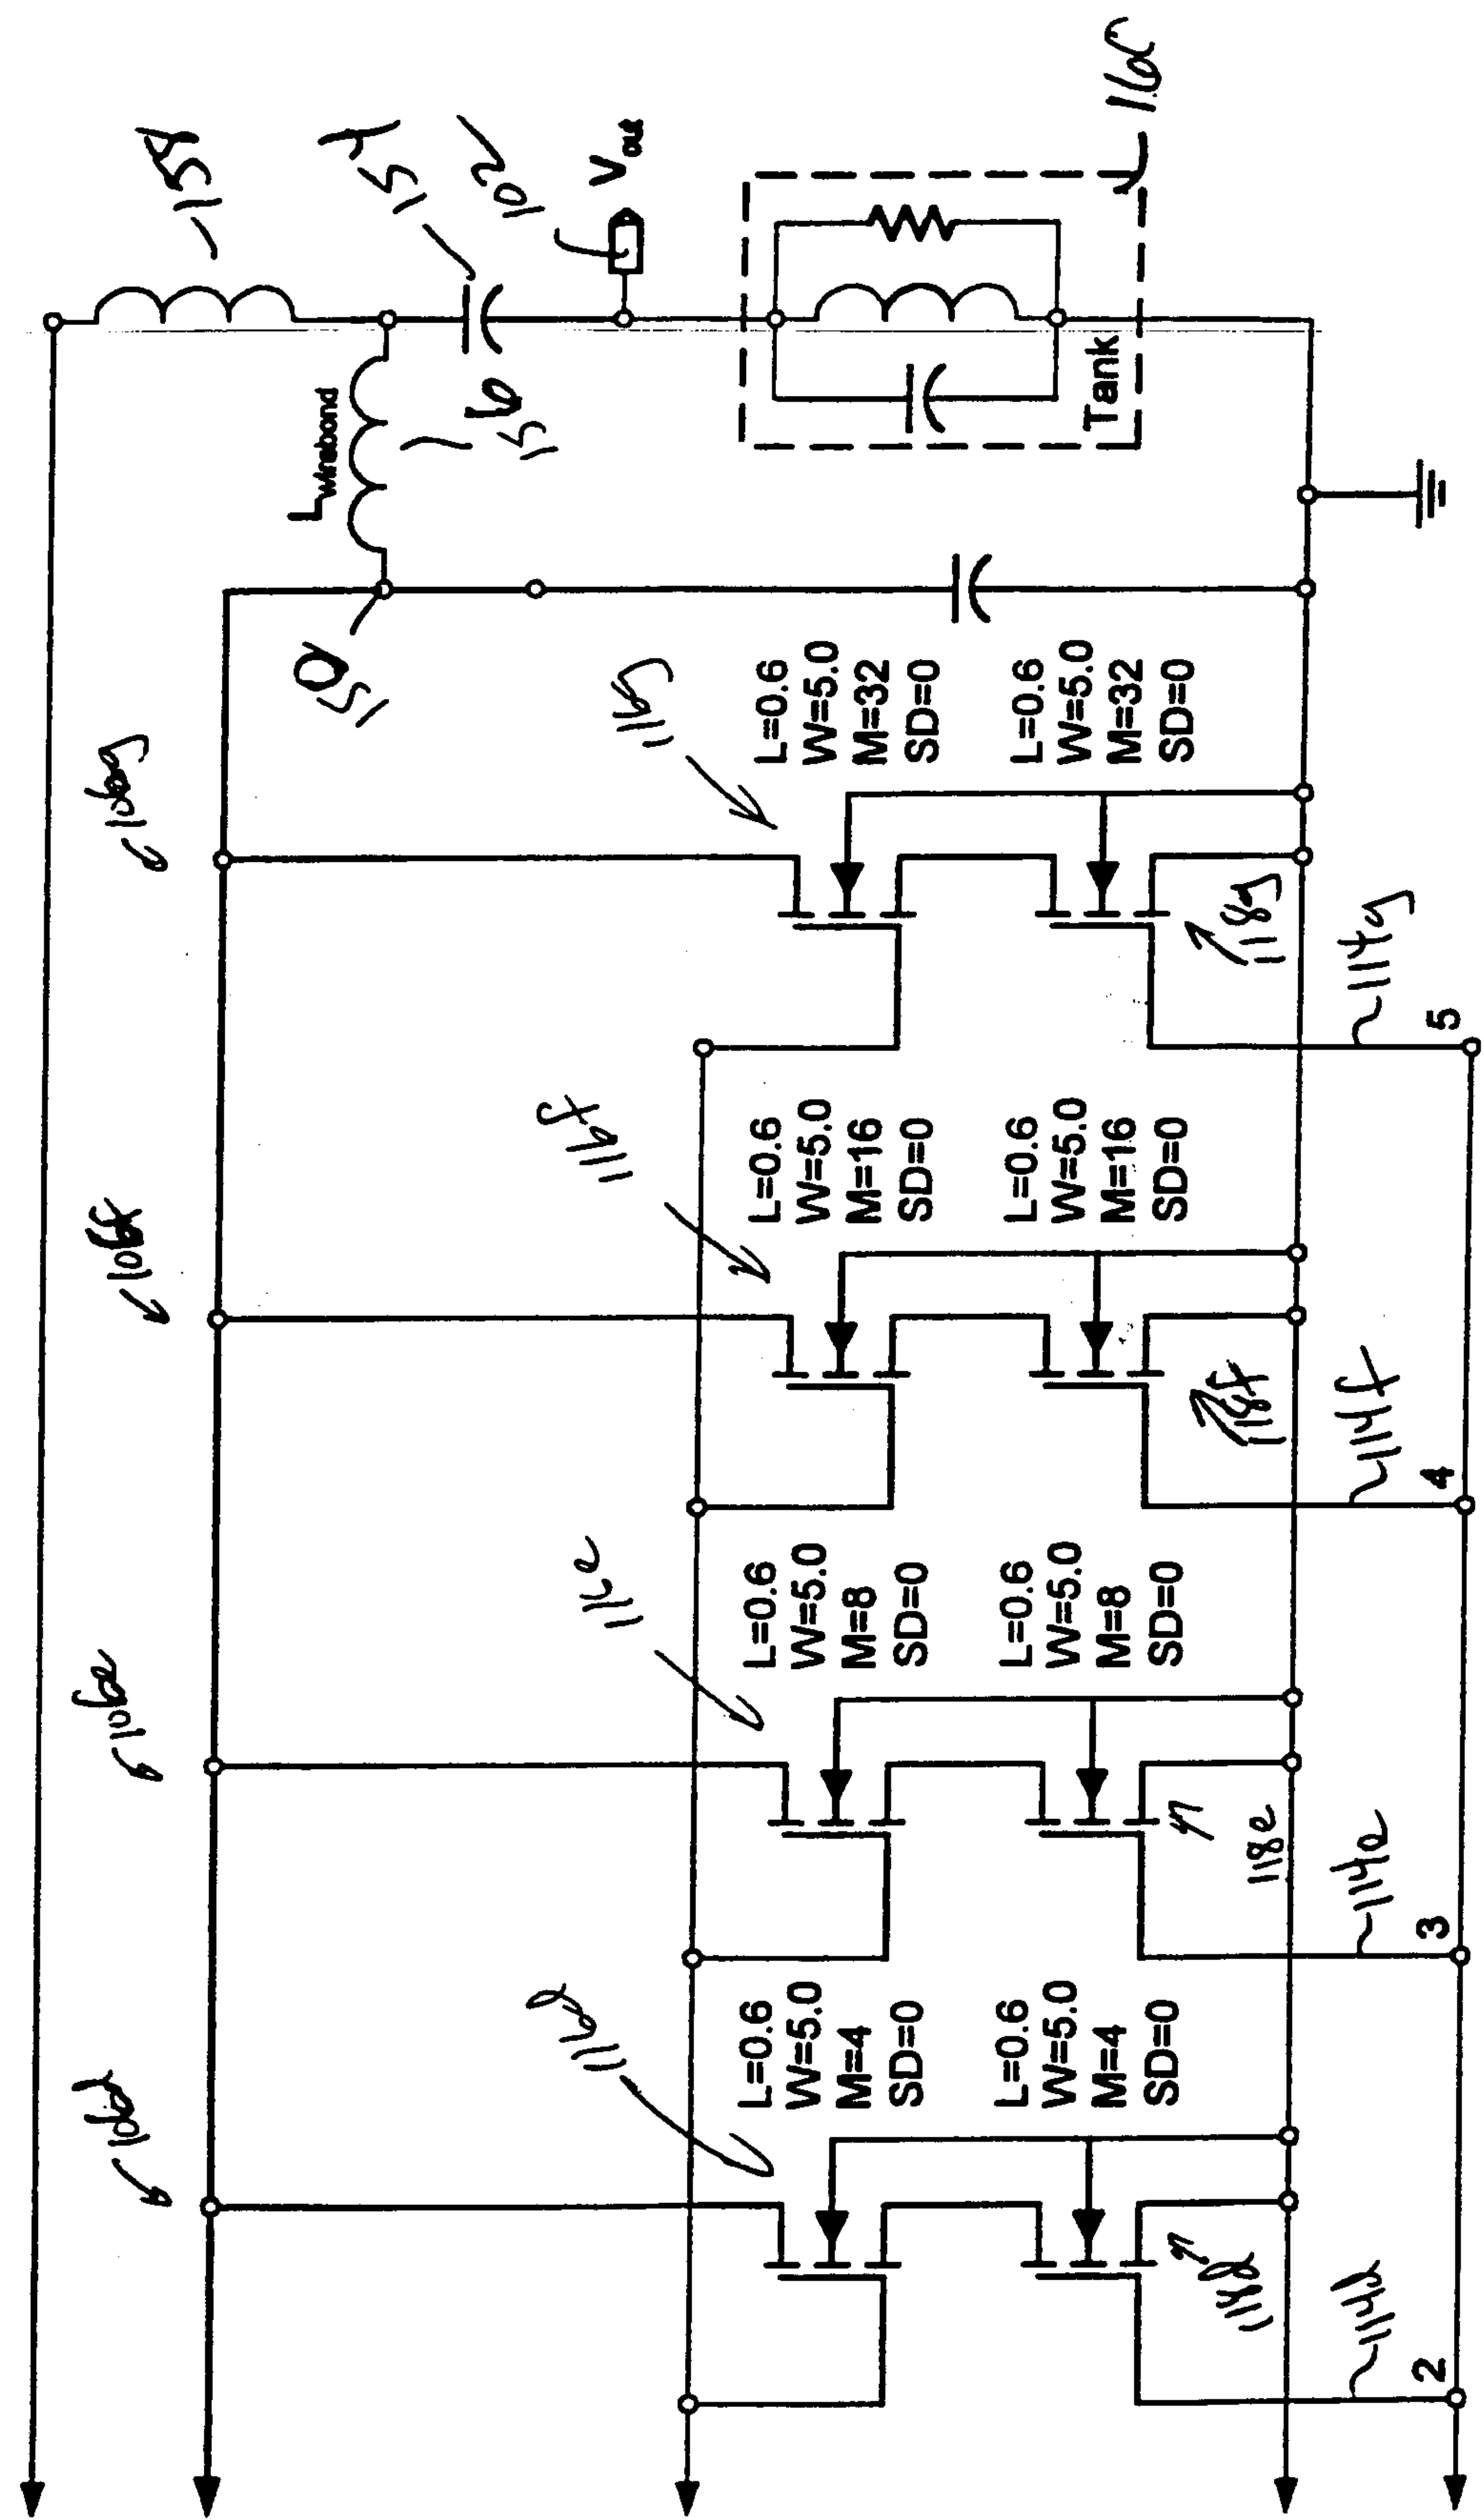 154
L Wirebond
152
102
Vout
156
150
Tank
110
106g
116g
L=0.6
W=5.0
M=32
SD=0
L=0.6
W=5.0
M=32
SD=0
118g
114g
5
106f
116f
L=0.6
W=5.0
M=16
SD=0
L=0.6
W=5.0
M=16
SD=0
118f
114f
4
106e
116e
L=0.6
W=5.0
M=8
SD=0
L=0.6
W=5.0
M=8
SD=0
118e
114e
3
106d
116d
L=0.6
W=5.0
M=4
SD=0
L=0.6
W=5.0
M=4
SD=0
118d
114d
2